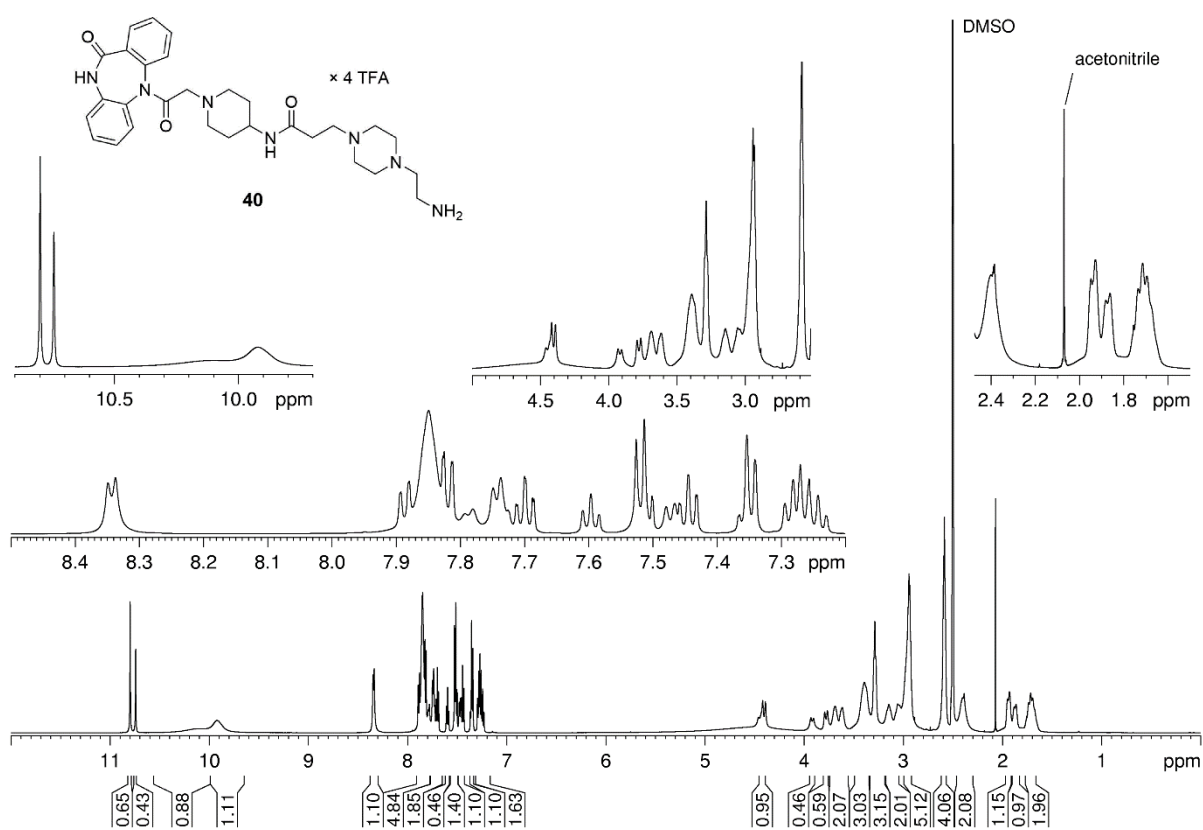 O
HN
N
O
N
N
H
O
N
N
NH2
× 4 TFA
40
DMSO
acetonitrile
10.5 10.0 ppm
4.5 4.0 3.5 3.0 ppm
2.4 2.2 2.0 1.8 ppm
8.4 8.3 8.2 8.1 8.0 7.9 7.8 7.7 7.6 7.5 7.4 7.3 ppm
11 10 9 8 7 6 5 4 3 2 1 ppm
0.65 0.43 0.88 1.11 1.10 4.84 1.85 0.46 1.40 1.10 1.10 1.63 0.95 0.46 0.59 2.07 3.03 3.15 2.01 5.12 4.06 2.08 1.15 0.97 1.96